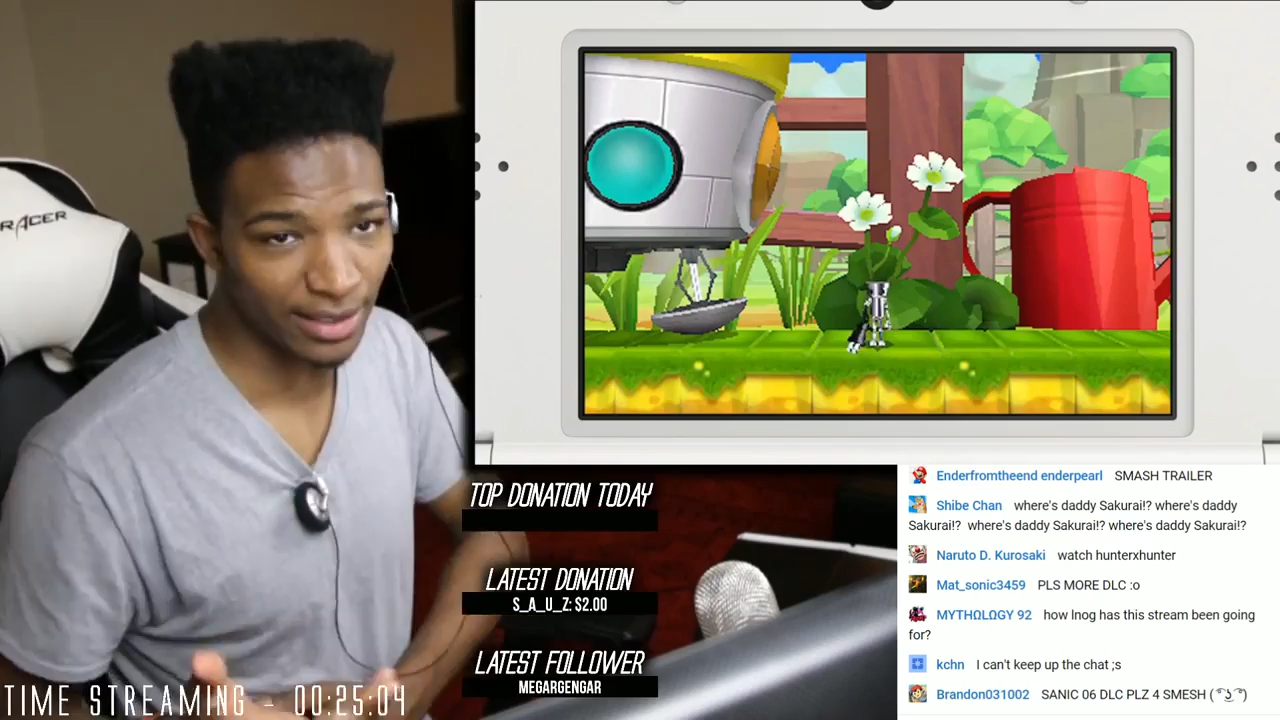 RACER
TOP DONATION TODAY
LATEST DONATION
S_A_U_Z: $2.00
LATEST FOLLOWER
MEGARGENGAR
TIME STREAMING - 00:25:04
Enderfromtheend enderpearl SMASH TRAILER
Shibe Chan where's daddy Sakurai!? where's daddy
Sakurai!? where's daddy Sakurai!? where's daddy Sakurai!?
Naruto D. Kurosaki watch hunterxhunter
Mat_sonic3459 PLS MORE DLC :o
MYTHΩLΩGY 92 how lnog has this stream been going
for?
kchn I can't keep up the chat ;s
Brandon031002 SANIC 06 DLC PLZ 4 SMESH ( ͡° ͜ʖ ͡°)